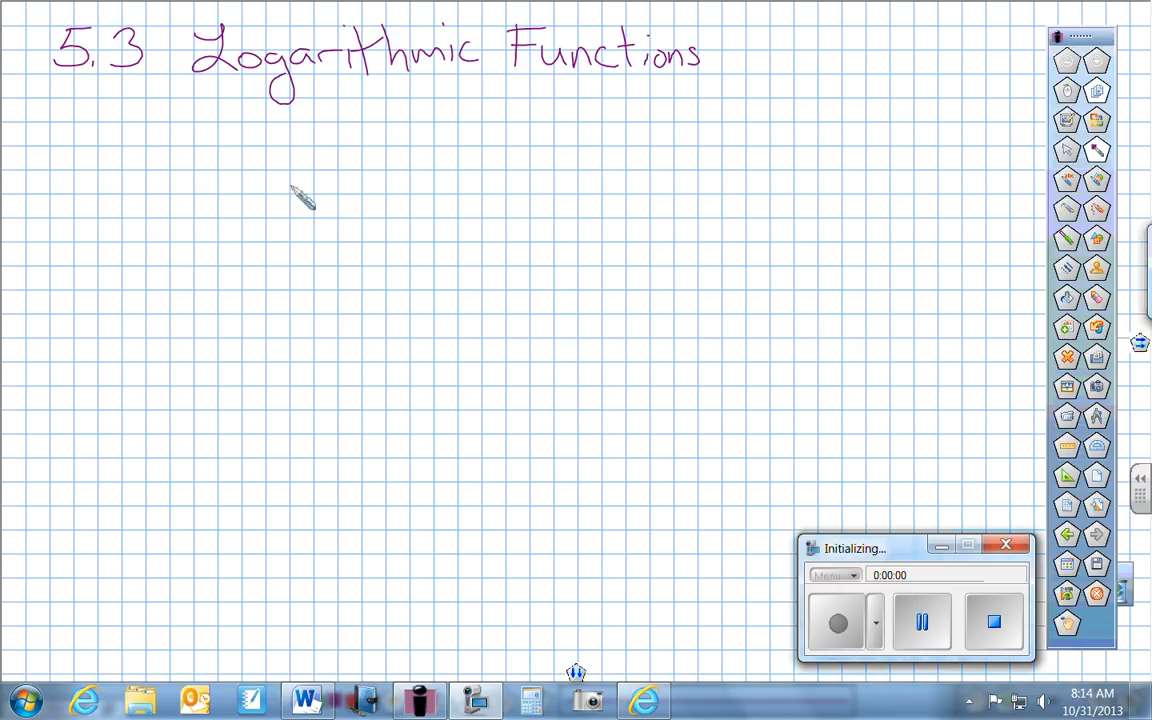 5.3 Logarithmic Functions
Initializing...
Menu
0:00:00
8:14 AM
10/31/2013